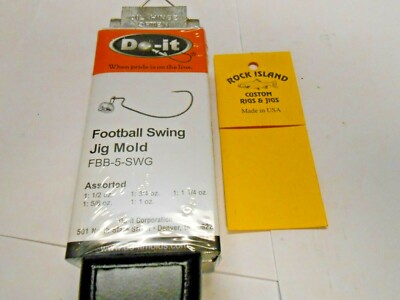 Do-it
When pride is on the line.
Football Swing
Jig Mold
FBB-5-SWG
Assorted
1: 1/2 oz. 1: 3/4 oz. 1: 1 1/4 oz.
1: 5/8 oz. 1: 1 oz.
Corporation
Denver,
ROCK ISLAND
CUSTOM
RIGS & JIGS
Made in USA